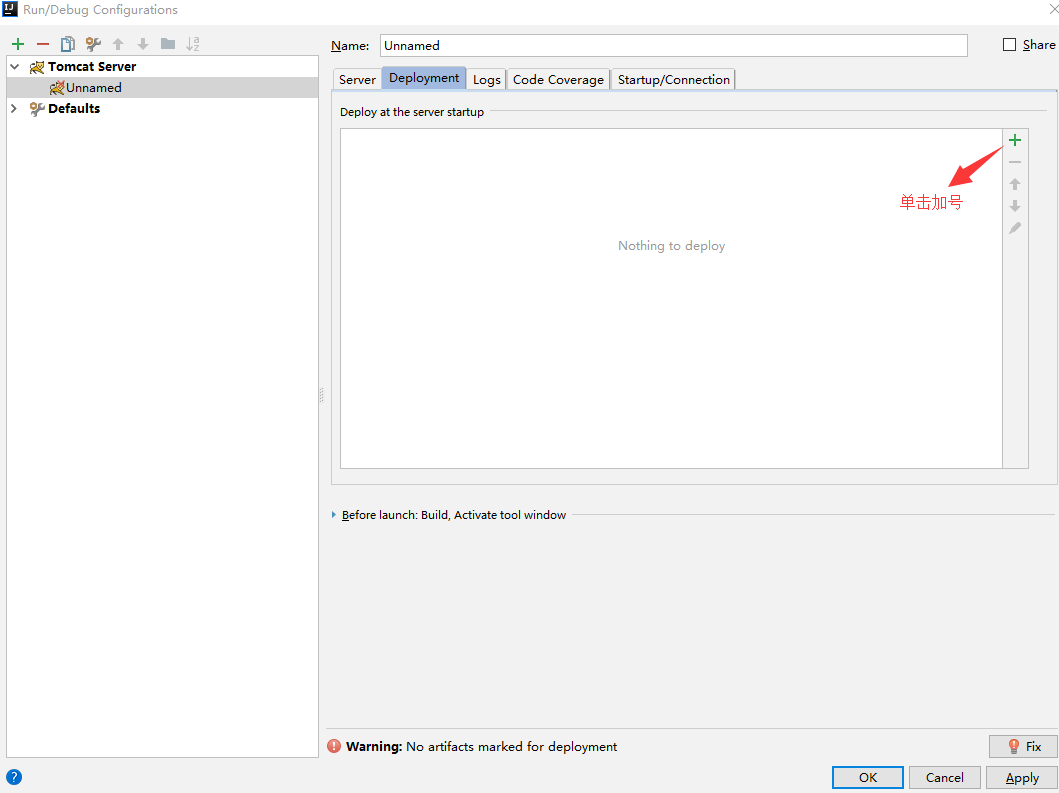 Run/Debug Configurations
Name: Unnamed
Share
Tomcat Server
Unnamed
Defaults
Server Deployment Logs Code Coverage Startup/Connection
Deploy at the server startup
单击加号
Nothing to deploy
Before launch: Build, Activate tool window
Warning: No artifacts marked for deployment
Fix
?
OK Cancel Apply